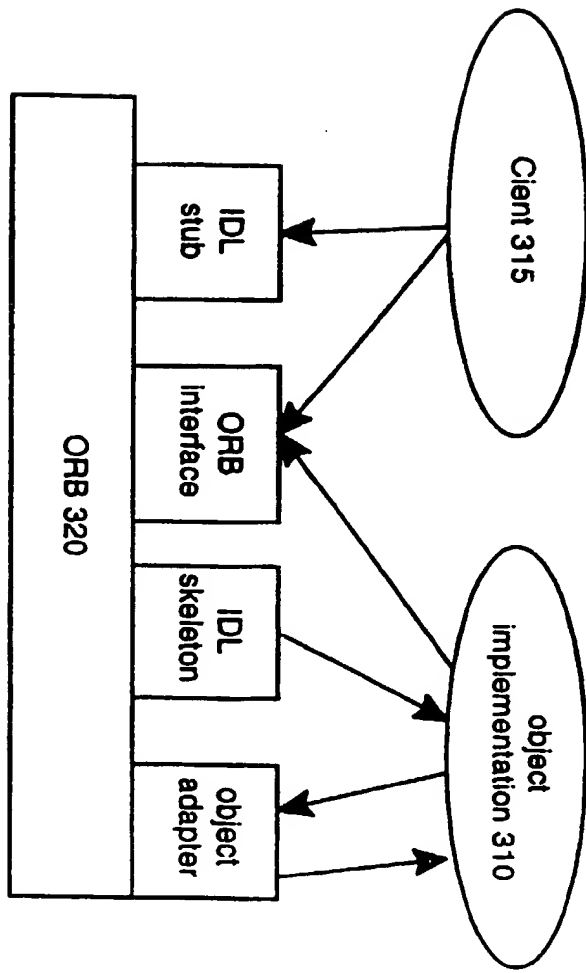 Cient 315
object
implementation 310
IDL
stub
ORB
interface
IDL
skeleton
object
adapter
ORB 320